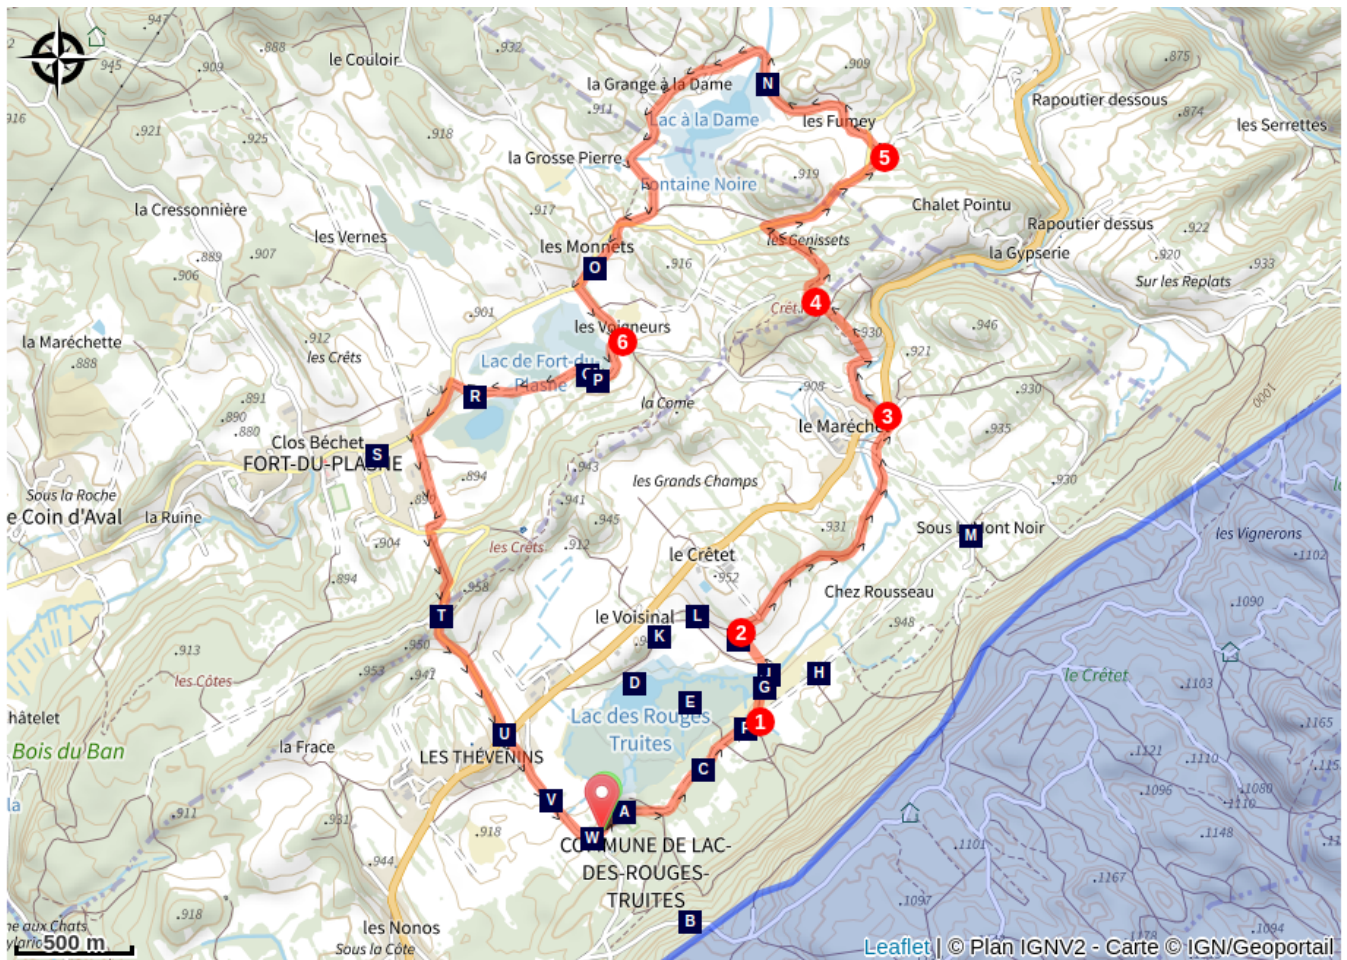 .947
945
.909
.888
le Couloir
.932
la Grange à la Dame
N
.909
.875
Rapoutier dessous
.874
les Serrettes
916
.921
.925
.918
.911
Lac à la Dame
les Fumey
5
la Grosse Pierre
Fontaine Noire
.919
la Cressonnière
.917
Chalet Pointu
Rapoutier dessus
.922
les Vernes
les Monnets
les Genissets
la Gypserie
.889
.907
.906
O
.916
.920
.933
Sur les Replats
4
.901
les Voigneurs
.930
.946
la Maréchette
.912
les Crêts
6
.921
.888
Lac de Fort-du-
Plasne
P
.908
.930
R
la Come
3
.891
.890
.880
le Maréche
.935
0001
Clos Béchet
S
FORT-DU-PLASNE
.894
.943
les Grands Champs
.930
Sous la Roche
e Coin d'Aval
la Ruine
.941
.945
.931
Sous le Mont Noir
M
les Vignerons
.904
les Crêts
.912
le Crêtet
.1102
.894
.958
.952
Chez Rousseau
.1090
T
le Voisinal
L
K
2
.948
.950
.913
.953
.941
les Côtes
D
G
H
le Crêtet
.1103
E
hâtelet
Lac des Rouges
Truites
1
.1165
U
Bois du Ban
la Frace
LES THÉVENINS
C
.1121
.1096
.1080
.1110
V
A
.911
.931
.918
W
COMMUNE DE LAC-
DES-ROUGES-
TRUITES
.1148
.1101
.944
.1167
.918
B
.1097
les Nonos
ne aux Chats
Sous la Côte
.1178
.1094
500 m
Leaflet | © Plan IGNV2 - Carte © IGN/Geoportail